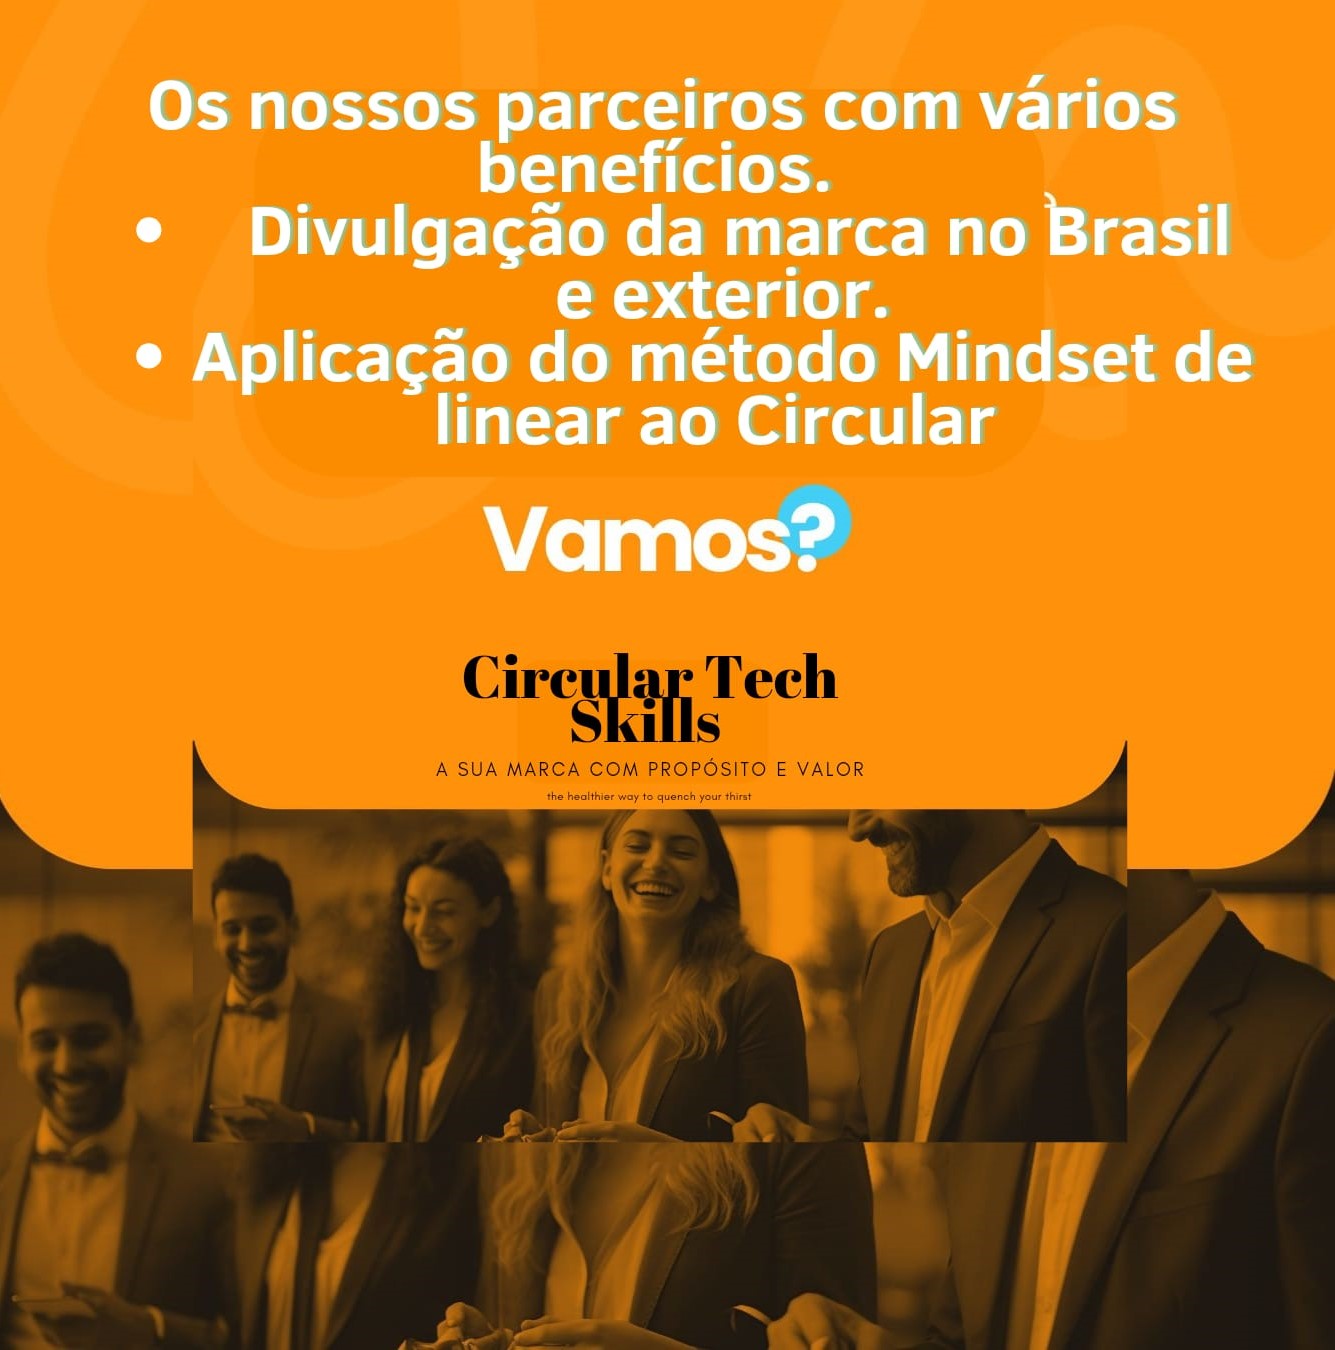 Os nossos parceiros com vários
benefícios.
• Divulgação da marca no Brasil
e exterior.
• Aplicação do método Mindset de
linear ao Circular
Vamos?
Circular Tech
Skills
A SUA MARCA COM PROPÓSITO E VALOR
the healthier way to quench your thirst